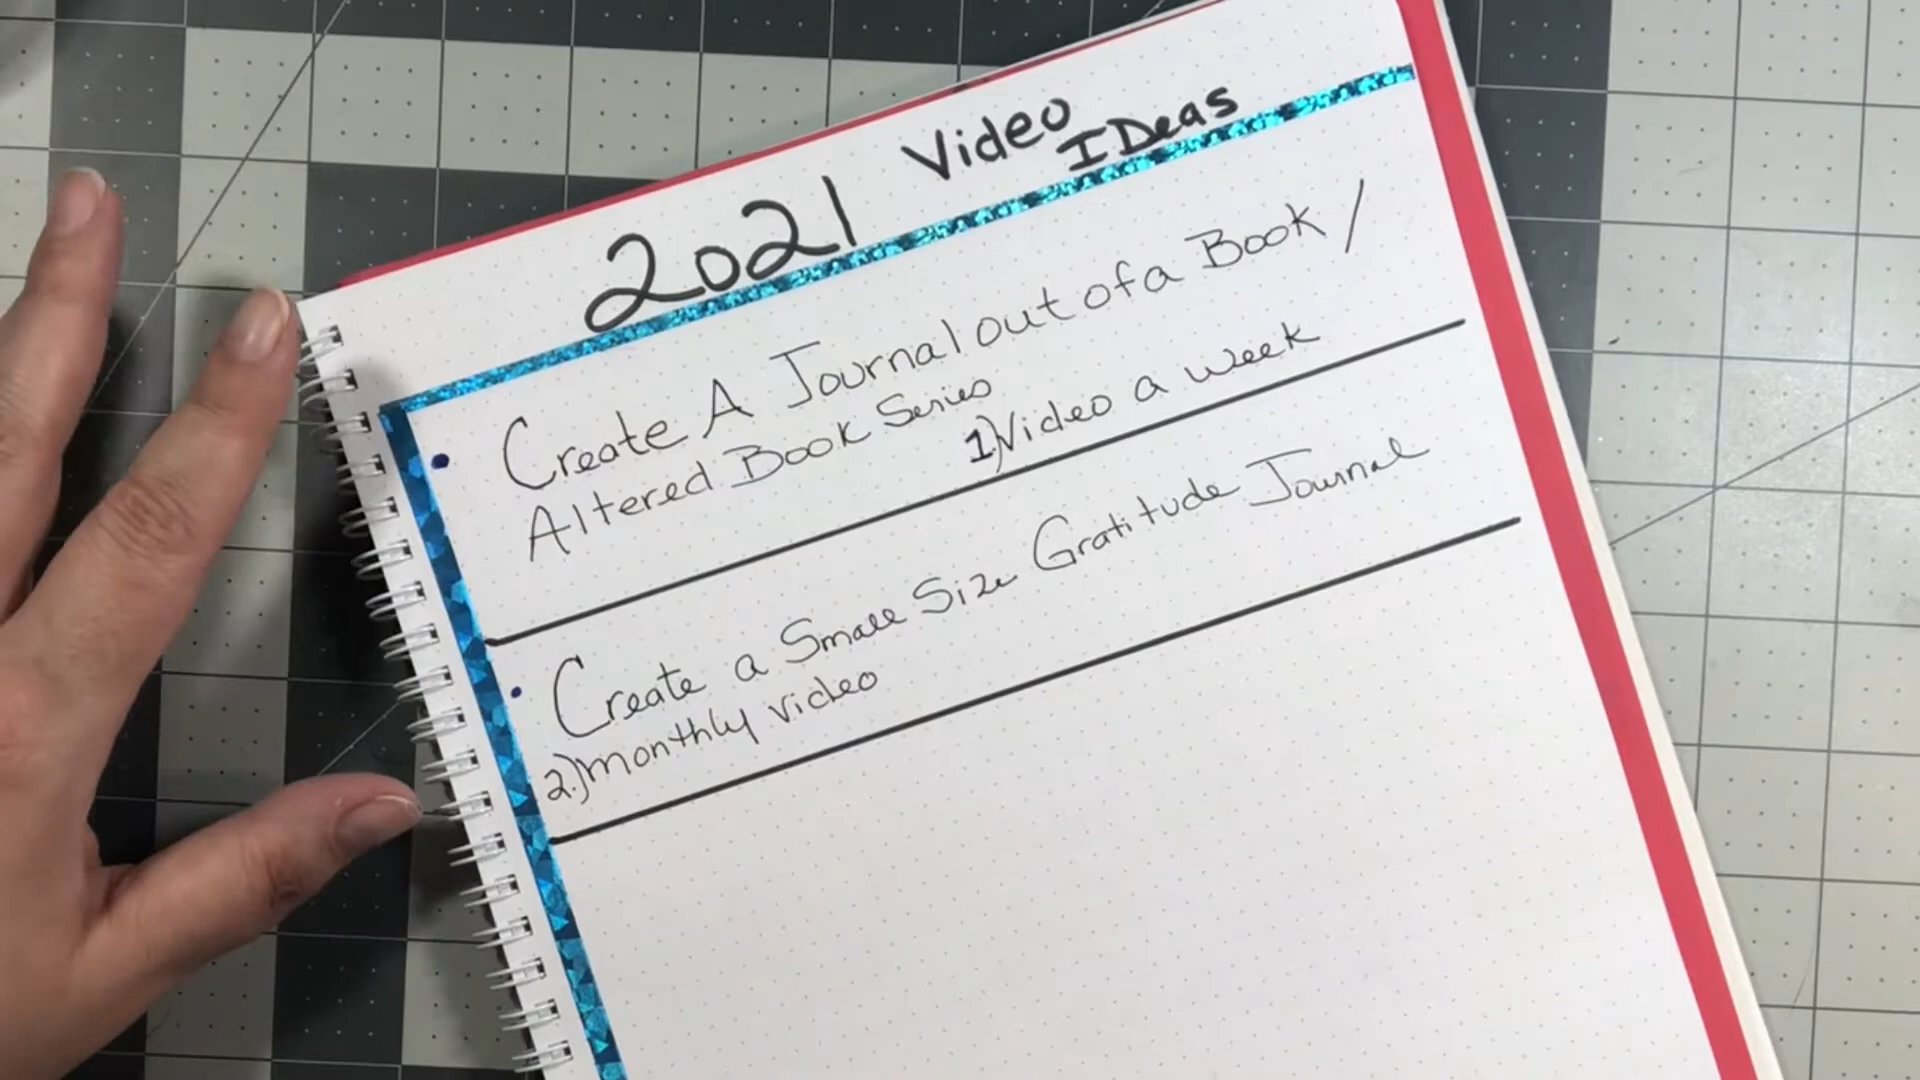 2021 Video
IDeas
Create A Journal out of a Book /
Altered Book Series
1) Video a week
Create a Small Size Gratitude Journal
2.) monthly video